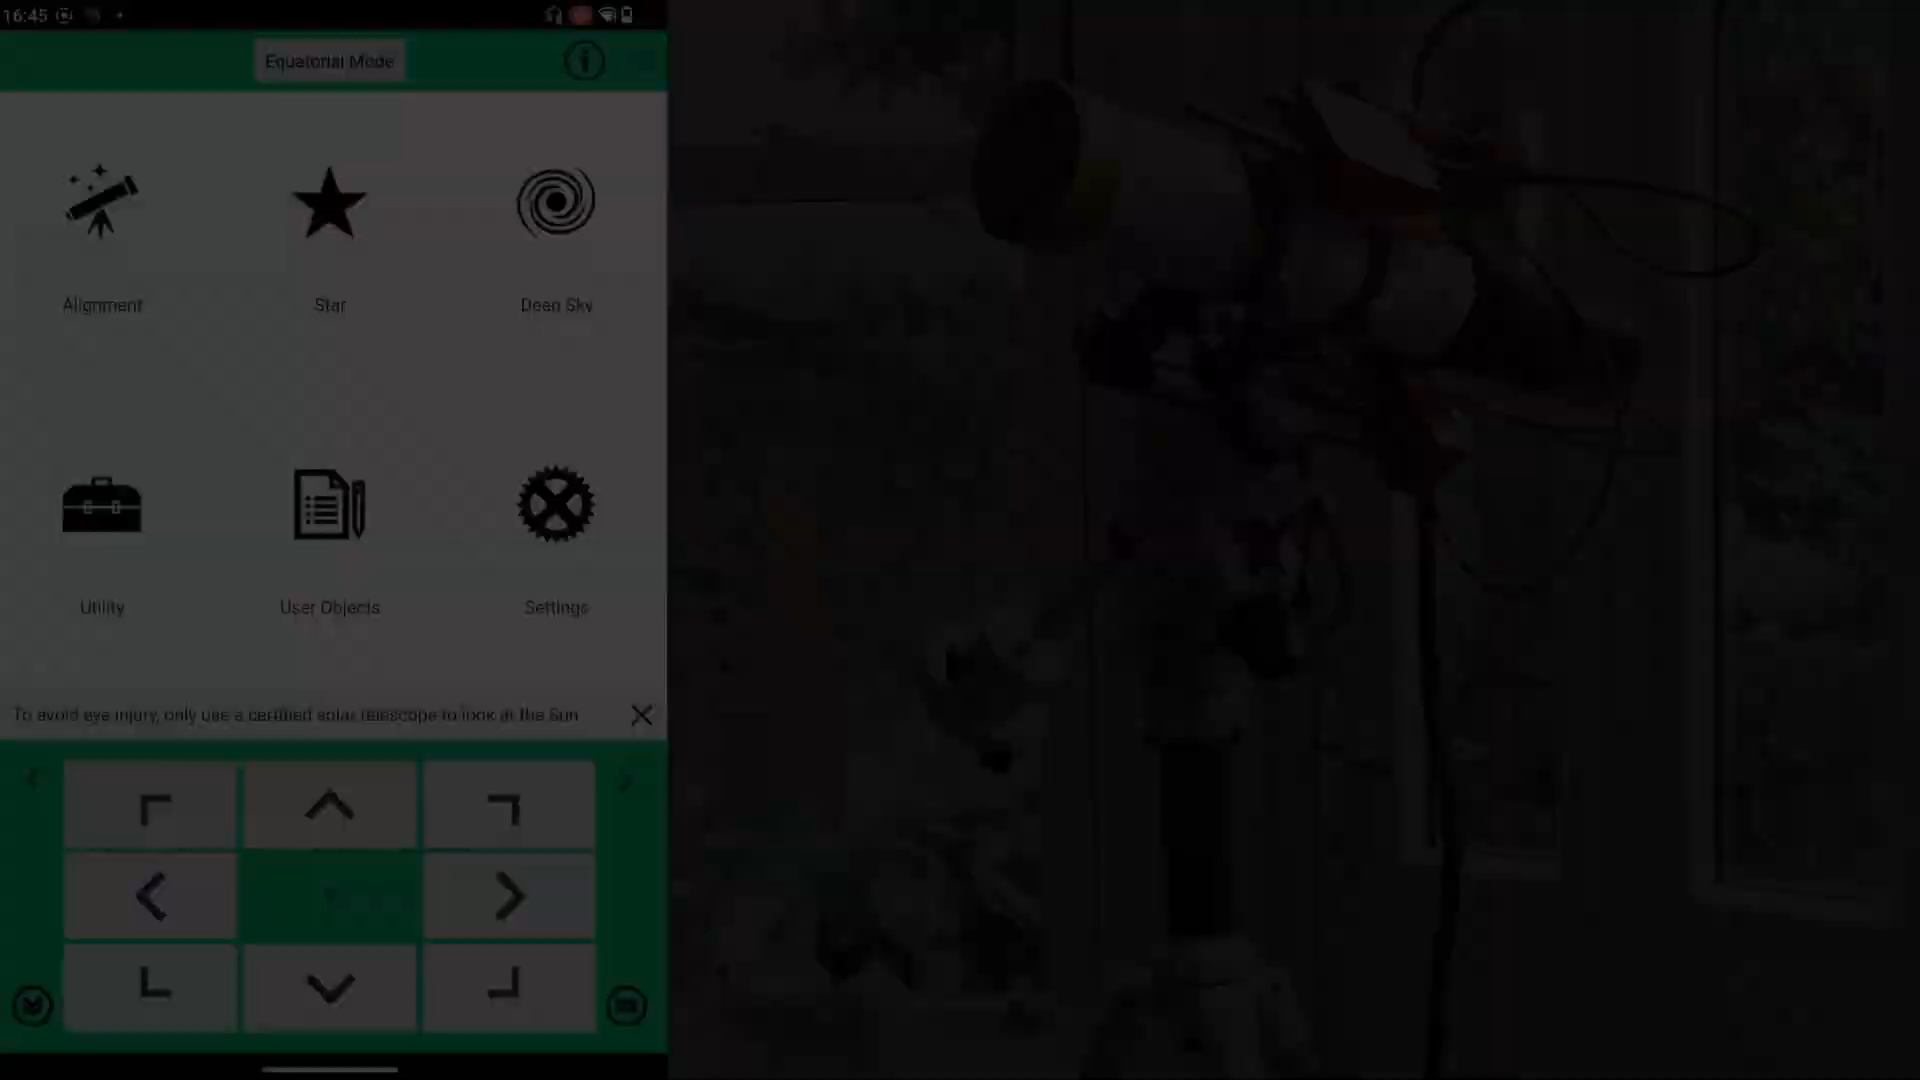 16:45
Equatorial Mode
Alignment
Star
Deep Sky
Utility
User Objects
Settings
To avoid eye injury, only use a certified solar telescope to look at the Sun